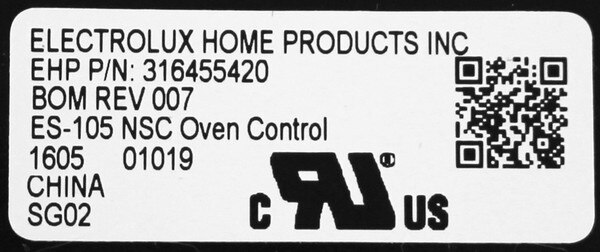 ELECTROLUX HOME PRODUCTS INC
EHP P/N: 316455420
BOM REV 007
ES-105 NSC Oven Control
1605 01019
CHINA
SG02
C RU ® US